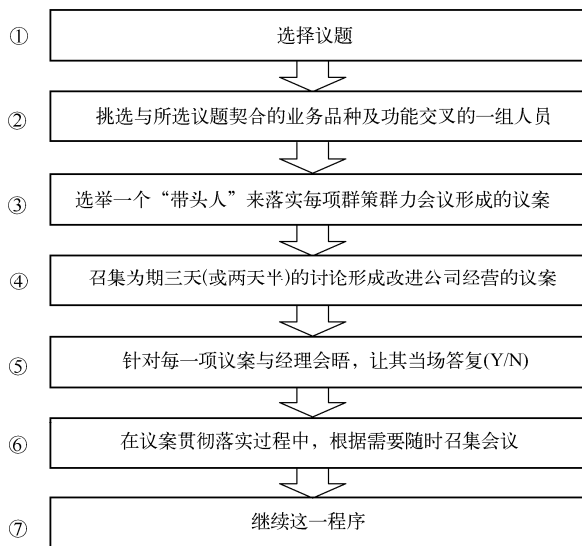 ① 选择议题
② 挑选与所选议题契合的业务品种及功能交叉的一组人员
③ 选举一个“带头人”来落实每项群策群力会议形成的议案
④ 召集为期三天(或两天半)的讨论形成改进公司经营的议案
⑤ 针对每一项议案与经理会晤，让其当场答复(Y/N)
⑥ 在议案贯彻落实过程中，根据需要随时召集会议
⑦ 继续这一程序